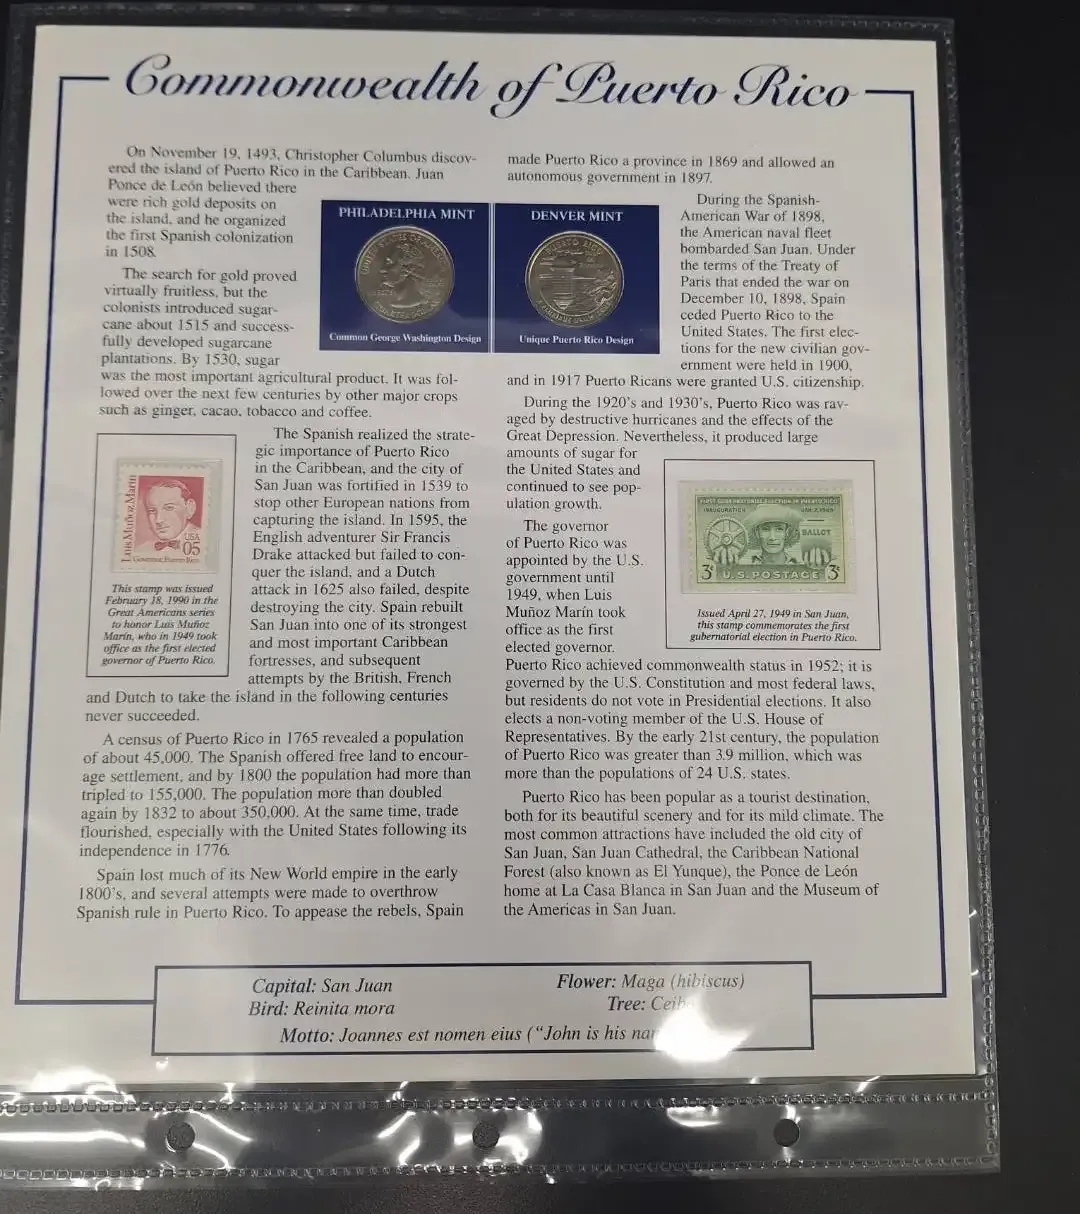 Commonwealth of Puerto Rico
On November 19, 1493, Christopher Columbus discov-
ered the island of Puerto Rico in the Caribbean. Juan
Ponce de León believed there
were rich gold deposits on
the island, and he organized
the first Spanish colonization
in 1508.
The search for gold proved
virtually fruitless, but the
colonists introduced sugar-
cane about 1515 and success-
fully developed sugarcane
plantations. By 1530, sugar
was the most important agricultural product. It was fol-
lowed over the next few centuries by other major crops
such as ginger, cacao, tobacco and coffee.
PHILADELPHIA MINT
Common George Washington Design
DENVER MINT
PUERTO RICO
Unique Puerto Rico Design
Luis Muñoz Marín
USA
05
Governor, Puerto Rico
This stamp was issued
February 18, 1990 in the
Great Americans series
to honor Luis Muñoz
Marín, who in 1949 took
office as the first elected
governor of Puerto Rico.
The Spanish realized the strate-
gic importance of Puerto Rico
in the Caribbean, and the city of
San Juan was fortified in 1539 to
stop other European nations from
capturing the island. In 1595, the
English adventurer Sir Francis
Drake attacked but failed to con-
quer the island, and a Dutch
attack in 1625 also failed, despite
destroying the city. Spain rebuilt
San Juan into one of its strongest
and most important Caribbean
fortresses, and subsequent
attempts by the British, French
and Dutch to take the island in the following centuries
never succeeded.
A census of Puerto Rico in 1765 revealed a population
of about 45,000. The Spanish offered free land to encour-
age settlement, and by 1800 the population had more than
tripled to 155,000. The population more than doubled
again by 1832 to about 350,000. At the same time, trade
flourished, especially with the United States following its
independence in 1776.
Spain lost much of its New World empire in the early
1800's, and several attempts were made to overthrow
Spanish rule in Puerto Rico. To appease the rebels, Spain
made Puerto Rico a province in 1869 and allowed an
autonomous government in 1897.
During the Spanish-
American War of 1898,
the American naval fleet
bombarded San Juan. Under
the terms of the Treaty of
Paris that ended the war on
December 10, 1898, Spain
ceded Puerto Rico to the
United States. The first elec-
tions for the new civilian gov-
ernment were held in 1900,
and in 1917 Puerto Ricans were granted U.S. citizenship.
During the 1920's and 1930's, Puerto Rico was rav-
aged by destructive hurricanes and the effects of the
Great Depression. Nevertheless, it produced large
amounts of sugar for
the United States and
continued to see pop-
ulation growth.
The governor
of Puerto Rico was
appointed by the U.S.
government until
1949, when Luis
Muñoz Marín took
office as the first
elected governor.
Puerto Rico achieved commonwealth status in 1952; it is
governed by the U.S. Constitution and most federal laws,
but residents do not vote in Presidential elections. It also
elects a non-voting member of the U.S. House of
Representatives. By the early 21st century, the population
of Puerto Rico was greater than 3.9 million, which was
more than the populations of 24 U.S. states.
Puerto Rico has been popular as a tourist destination,
both for its beautiful scenery and for its mild climate. The
most common attractions have included the old city of
San Juan, San Juan Cathedral, the Caribbean National
Forest (also known as El Yunque), the Ponce de León
home at La Casa Blanca in San Juan and the Museum of
the Americas in San Juan.
FIRST GUBERNATORIAL ELECTION IN PUERTO RICO
INAUGURATION JAN. 2, 1949
BALLOT
3¢ U.S. POSTAGE 3¢
Issued April 27, 1949 in San Juan,
this stamp commemorates the first
gubernatorial election in Puerto Rico.
Capital: San Juan
Bird: Reinita mora
Flower: Maga (hibiscus)
Tree:
Motto: Joannes est nomen eius ("John is his